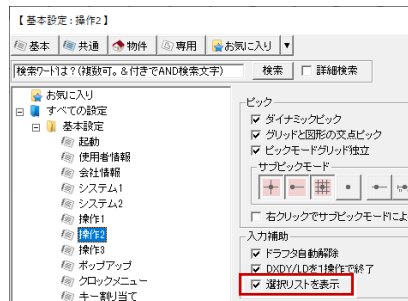 【基本設定:操作2】
基本 共通 物件 専用 お気に入り
検索ワードは?(複数可。&付きでAND検索文字) 検索 詳細検索
お気に入り
すべての設定
基本設定
起動
使用者情報
会社情報
システム1
システム2
操作1
操作2
操作3
ポップアップ
クロックメニュー
キー割り当て
ピック
ダイナミックピック
グリッドと図形の交点ピック
ピックモードグリッド独立
サブピックモード
右クリックでサブピックモードによ
入力補助
ドラフタ自動解除
DXDY/LDを1操作で終了
選択リストを表示